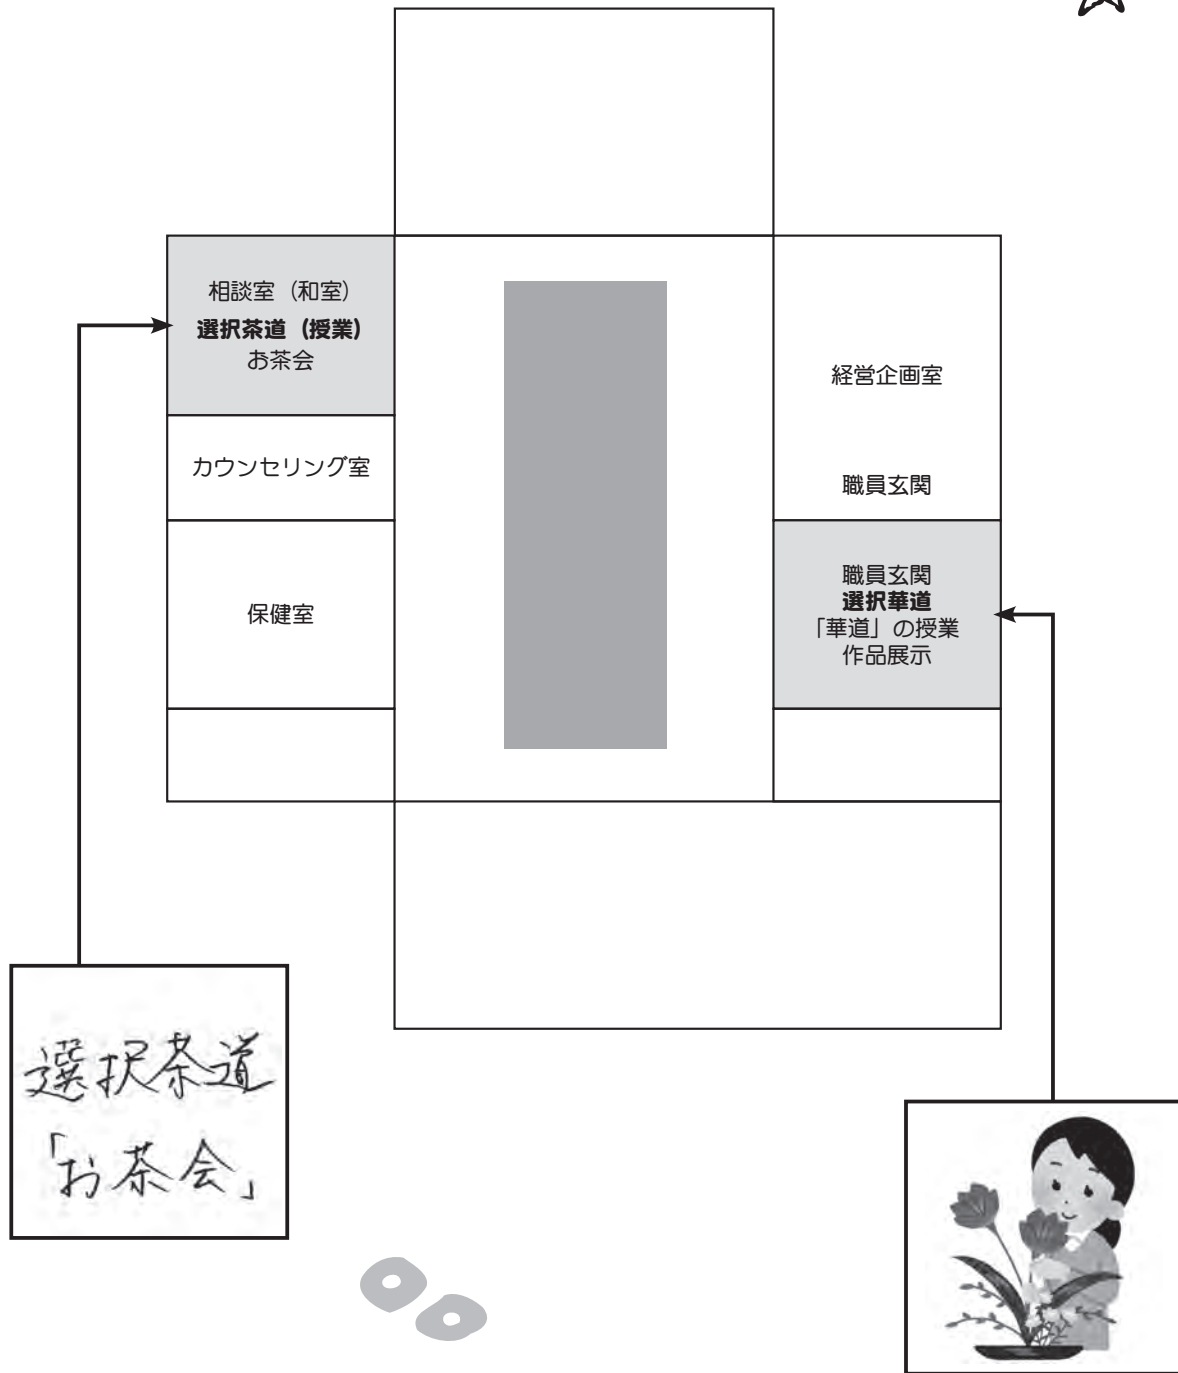 相談室（和室）
選択茶道（授業）
お茶会
カウンセリング室
保健室
経営企画室
職員玄関
職員玄関
選択華道
「華道」の授業
作品展示
選択茶道
「お茶会」